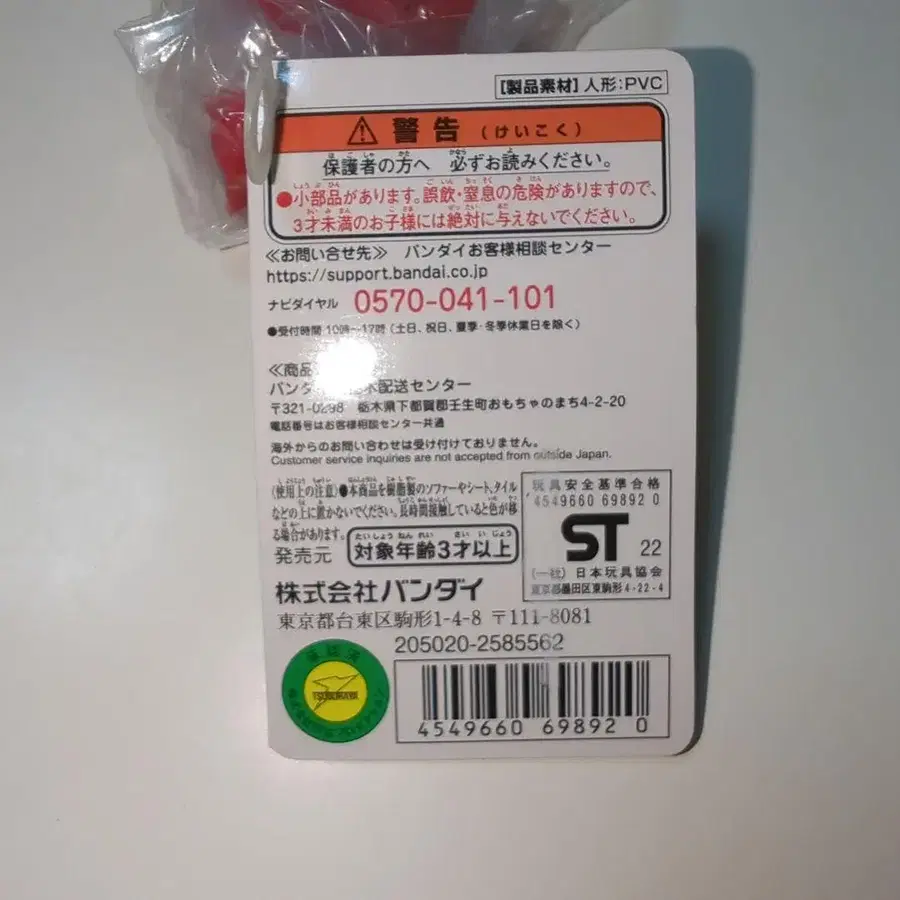 [製品素材] 人形:PVC
警告 (けいこく)
保護者の方へ 必ずお読みください。
●小部品があります。誤飲・窒息の危険がありますので、
3才未満のお子様には絶対に与えないでください。
≪お問い合せ先≫ バンダイお客様相談センター
https://support.bandai.co.jp
ナビダイヤル 0570-041-101
●受付時間 10時~17時 (土日、祝日、夏季・冬季休業日を除く)
≪商品
バンダ 木配送センター
〒321-0298 栃木県下都賀郡壬生町おもちゃのまち4-2-20
電話番号はお客様相談センター共通
海外からのお問い合わせは受け付けておりません。
Customer service inquiries are not accepted from outside Japan.
〈使用上の注意〉●本商品を樹脂製のソファーやシート、タイル
などの上に置かないでください。長時間接触していると色が移
る場合があります。
対象年齢3才以上
発売元
株式会社バンダイ
東京都台東区駒形1-4-8 〒111-8081
玩具安全基準合格
4549660 69892 0
ST 22
(一社) 日本玩具協会
東京都墨田区東駒形4-22-4
205020-2585562
4549660 698920
TSUBURAYA